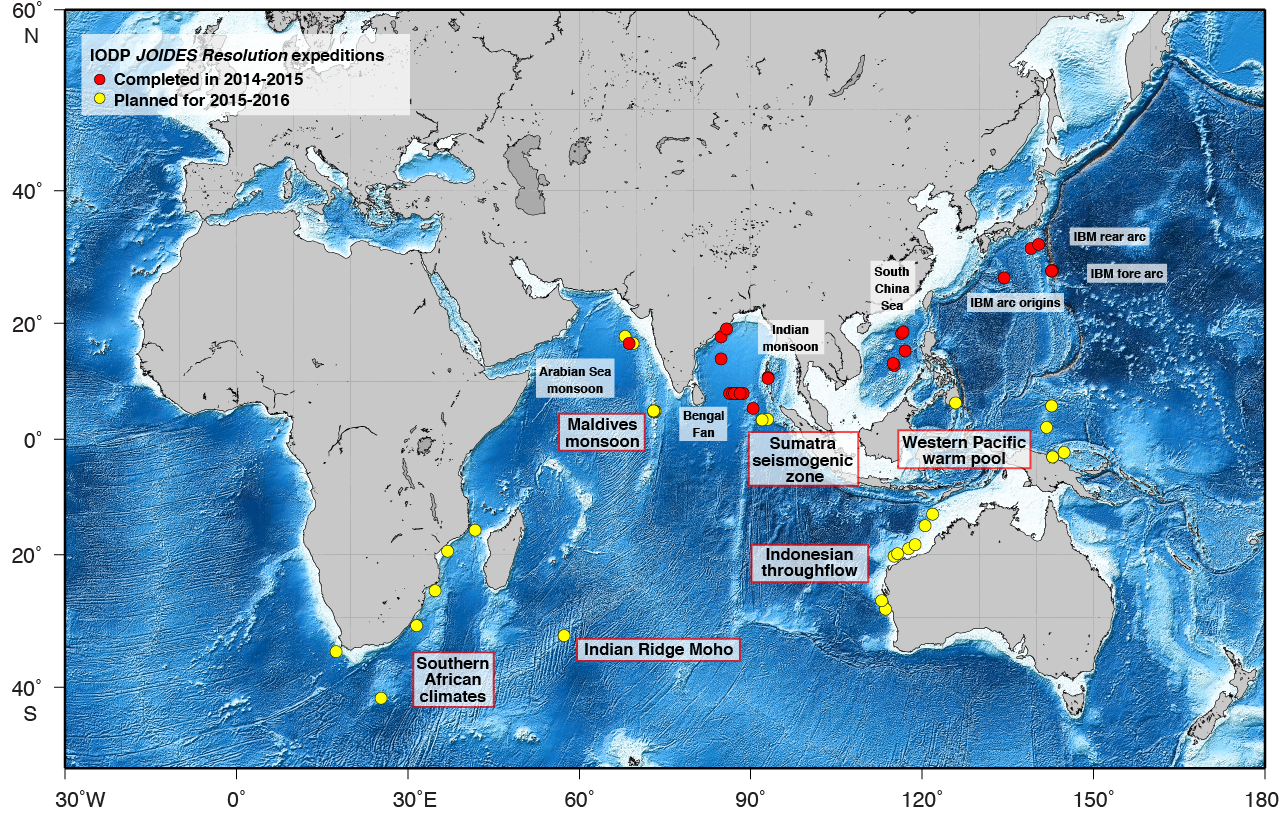 60°
N
IODP JOIDES Resolution expeditions
Completed in 2014-2015
Planned for 2015-2016
40°
IBM rear arc
South
China
Sea
IBM fore arc
IBM arc origins
20°
Indian
monsoon
Arabian Sea
monsoon
Maldives
monsoon
Bengal
Fan
0°
Sumatra
seismogenic
zone
Western Pacific
warm pool
20°
Indonesian
throughflow
Indian Ridge Moho
Southern
African
climates
40°
S
30°W
0°
30°E
60°
90°
120°
150°
180